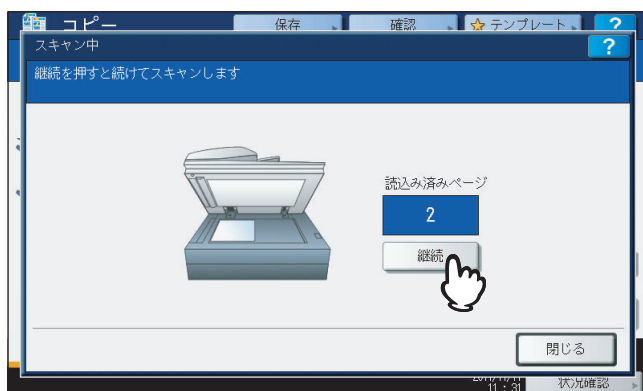 コピー 保存 確認 テンプレート ?
スキャン中 ?
継続を押すと続けてスキャンします
読込み済みページ
2
継続
閉じる
11:31 状況確認